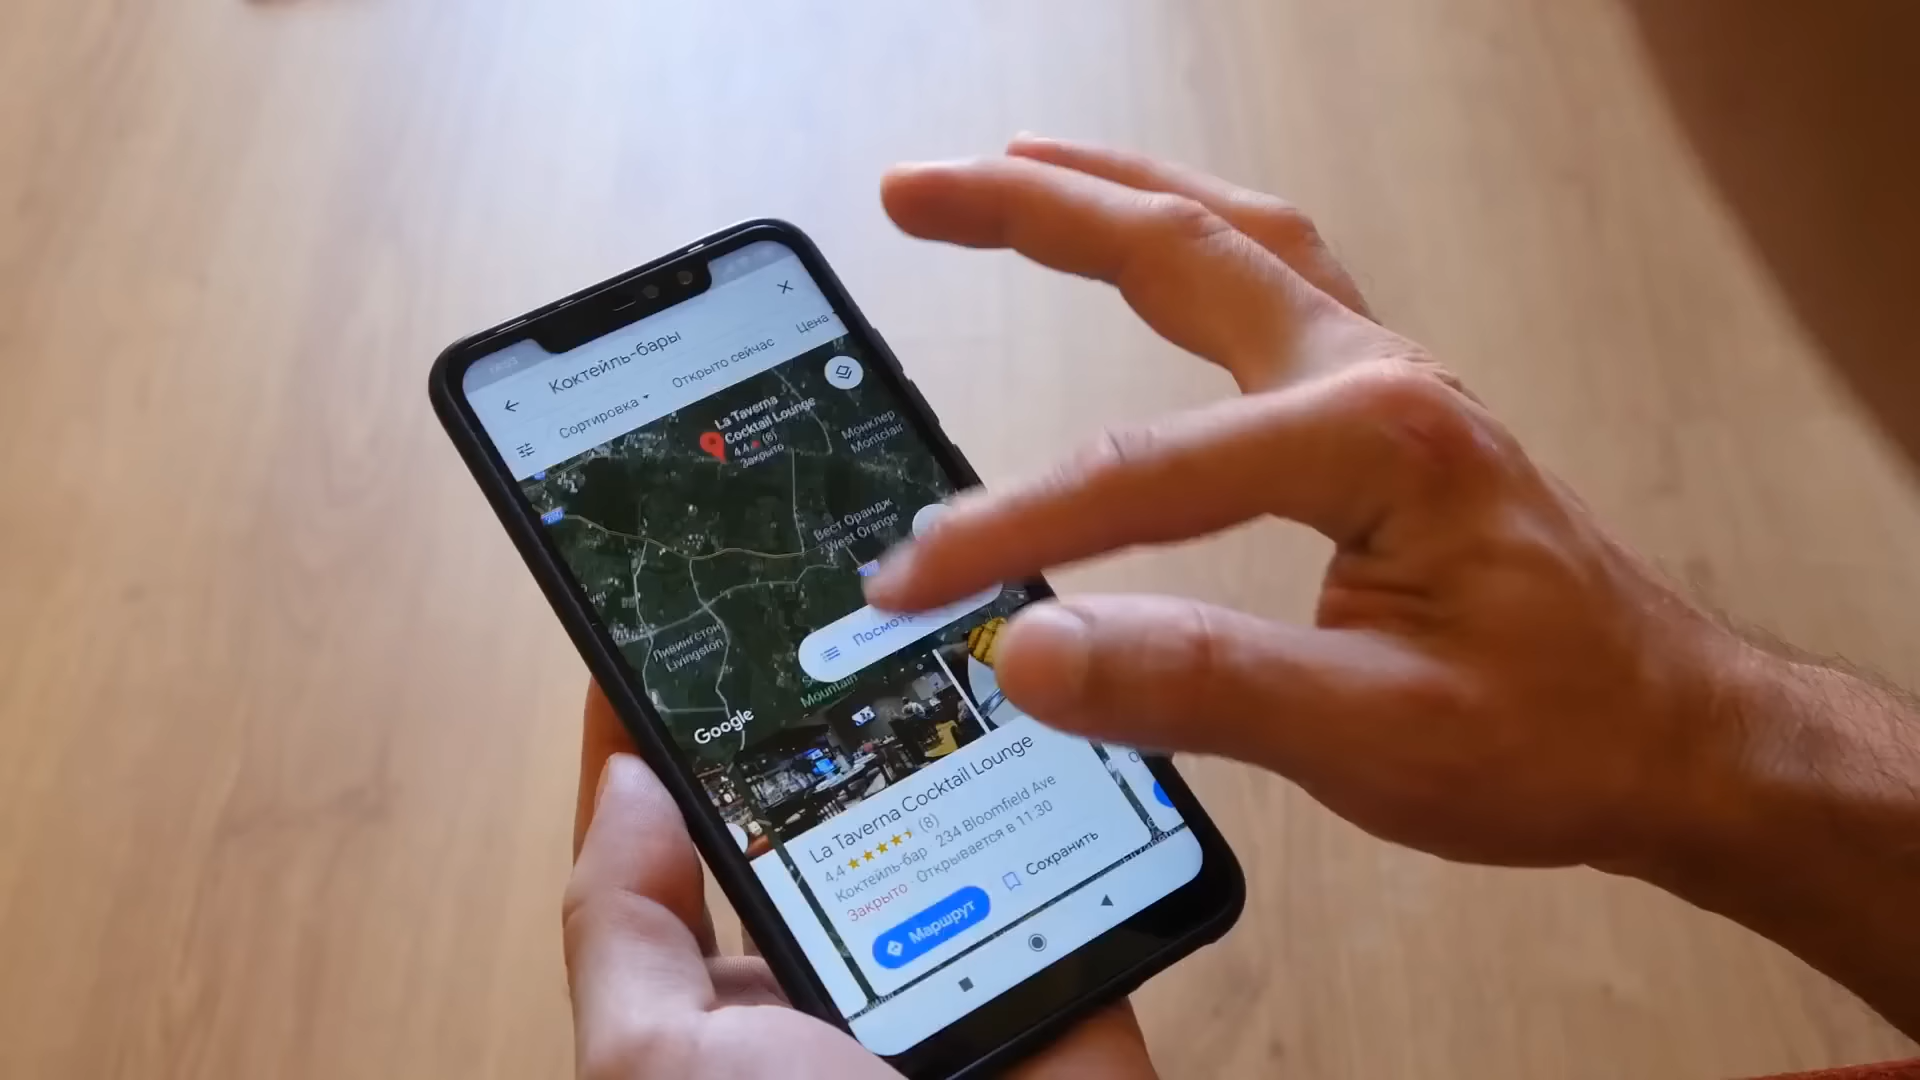 Коктейль-бары
Сортировка
Открыто сейчас
Цена
La Taverna
Cocktail Lounge
4,4 (8)
Закрыто
Монклер
Montclair
Вест Орандж
West Orange
Ливингстон
Livingston
Mountain
Google
La Taverna Cocktail Lounge
4,4 (8)
Коктейль-бар · 234 Bloomfield Ave
Закрыто · Открывается в 11:30
Маршрут
Сохранить